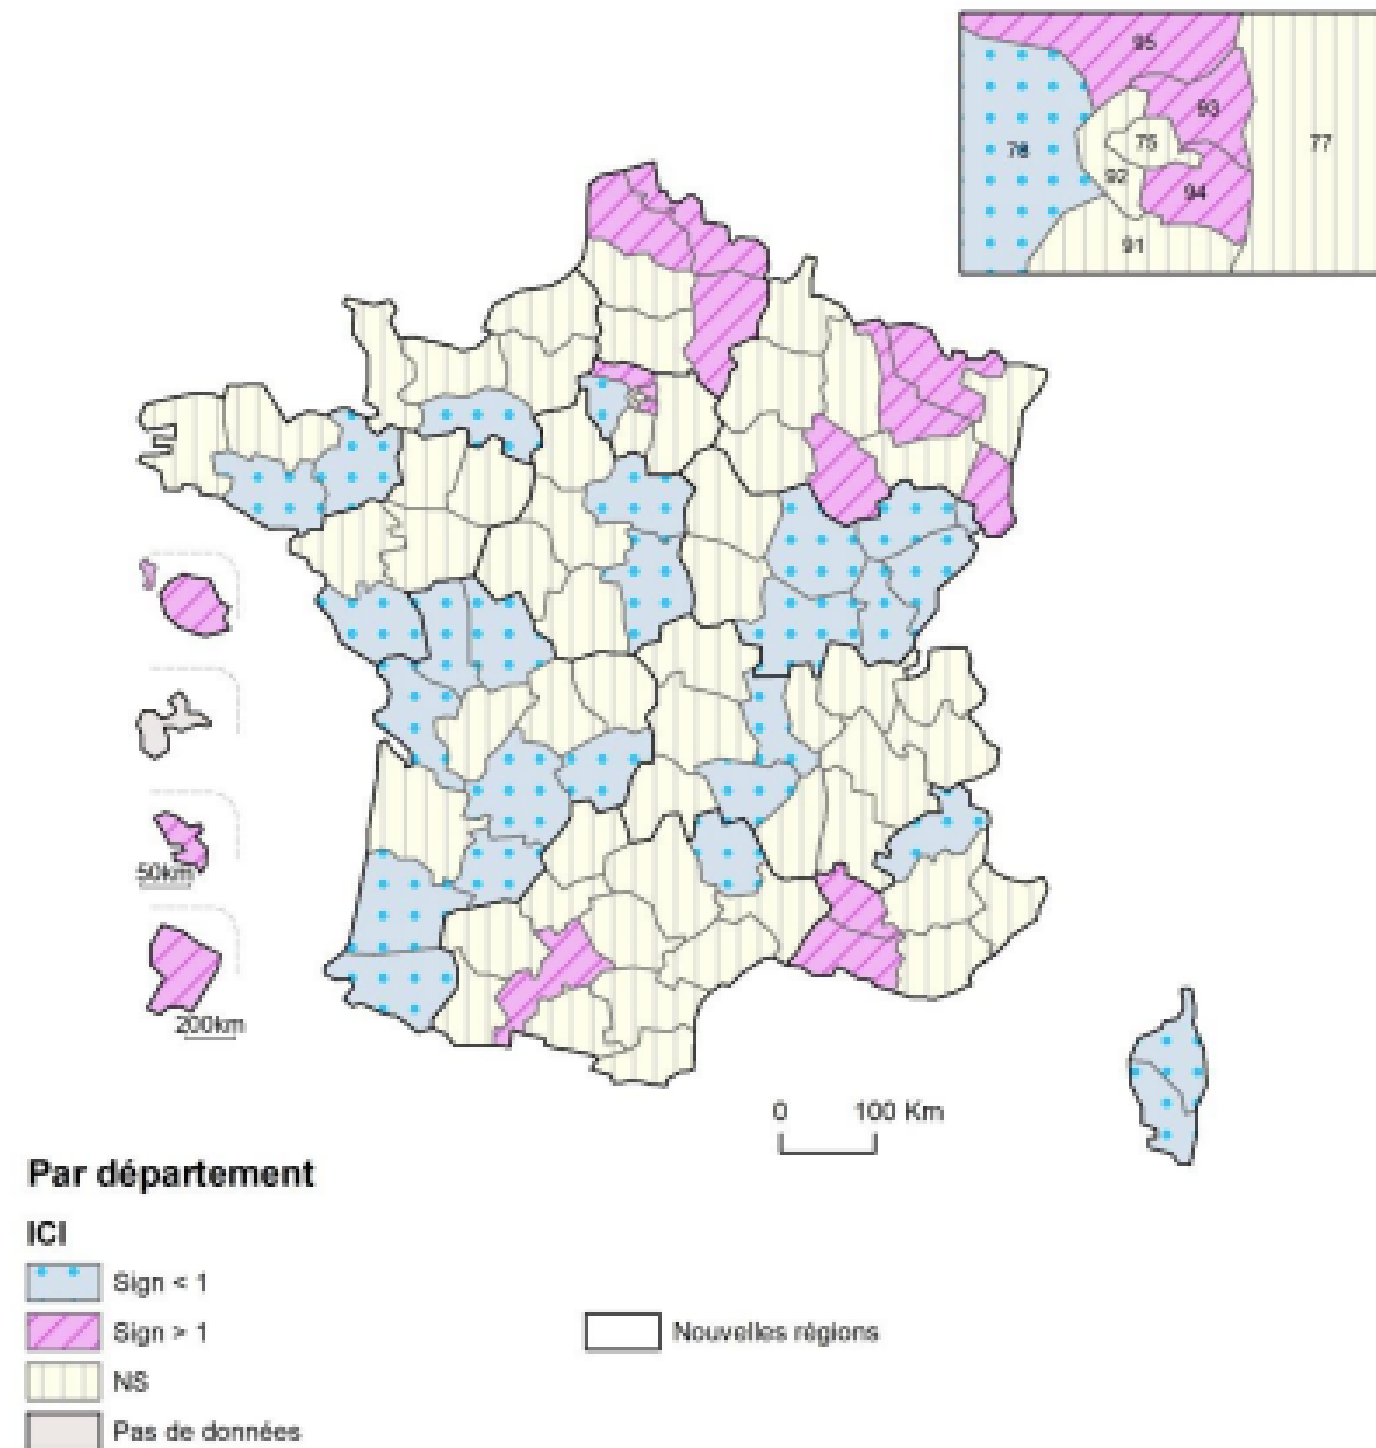 95
93
78
75
77
92
94
91
50km
200km
0 100 Km
Par département
ICI
Sign < 1
Sign > 1
Nouvelles régions
NS
Pas de données